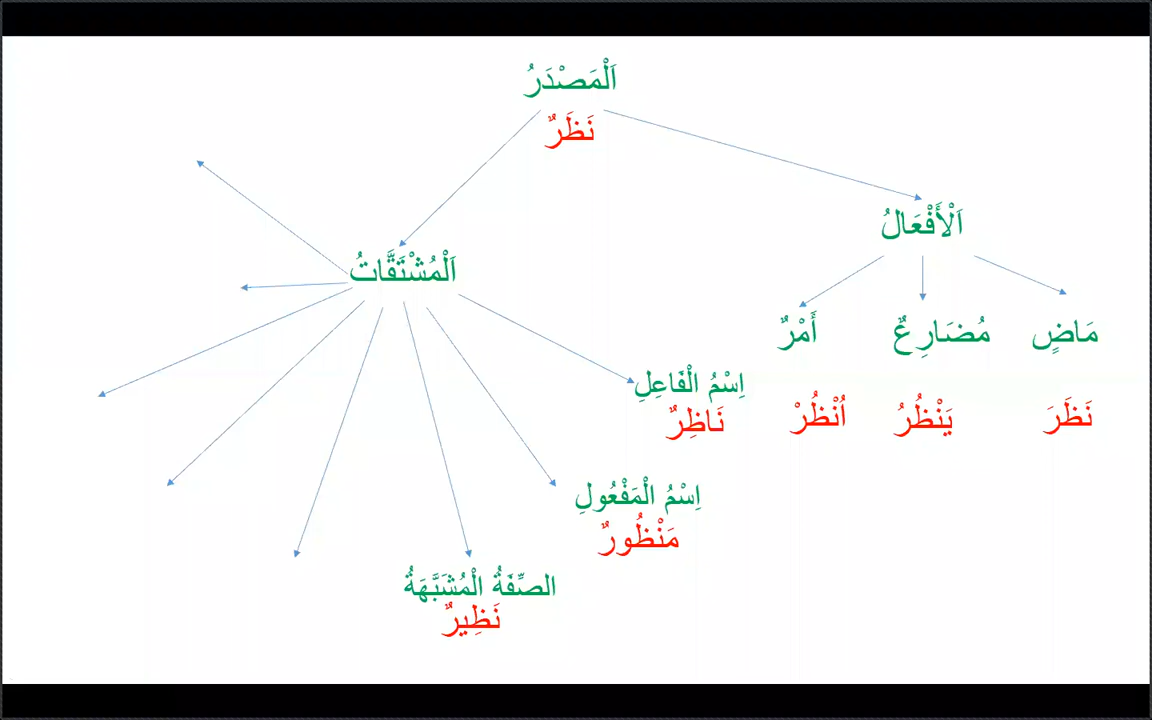 اَلْمَصْدَرُ
نَظَرٌ
اَلْأَفْعَالُ
اَلْمُشْتَقَّاتُ
مَاضٍ
مُضَارِعٌ
أَمْرٌ
نَظَرَ
يَنْظُرُ
اُنْظُرْ
اِسْمُ الْفَاعِلِ
نَاظِرٌ
اِسْمُ الْمَفْعُولِ
مَنْظُورٌ
الصِّفَةُ الْمُشَبَّهَةُ
نَظِيرٌ